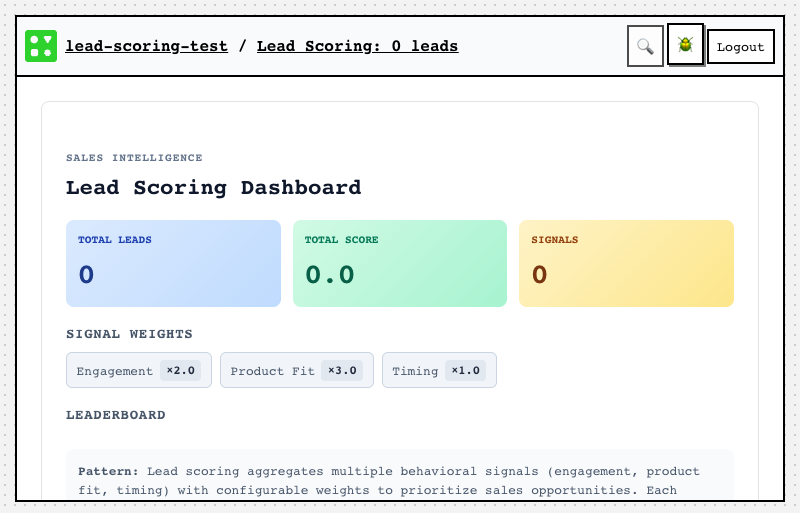 lead-scoring-test / Lead Scoring: 0 leads
Logout
SALES INTELLIGENCE
Lead Scoring Dashboard
TOTAL LEADS
0
TOTAL SCORE
0.0
SIGNALS
0
SIGNAL WEIGHTS
Engagement ×2.0
Product Fit ×3.0
Timing ×1.0
LEADERBOARD
Pattern: Lead scoring aggregates multiple behavioral signals (engagement, product
fit, timing) with configurable weights to prioritize sales opportunities. Each